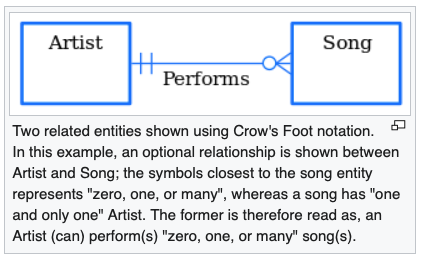 Artist
Song
Performs
Two related entities shown using Crow's Foot notation.
In this example, an optional relationship is shown between
Artist and Song; the symbols closest to the song entity
represents "zero, one, or many", whereas a song has "one
and only one" Artist. The former is therefore read as, an
Artist (can) perform(s) "zero, one, or many" song(s).